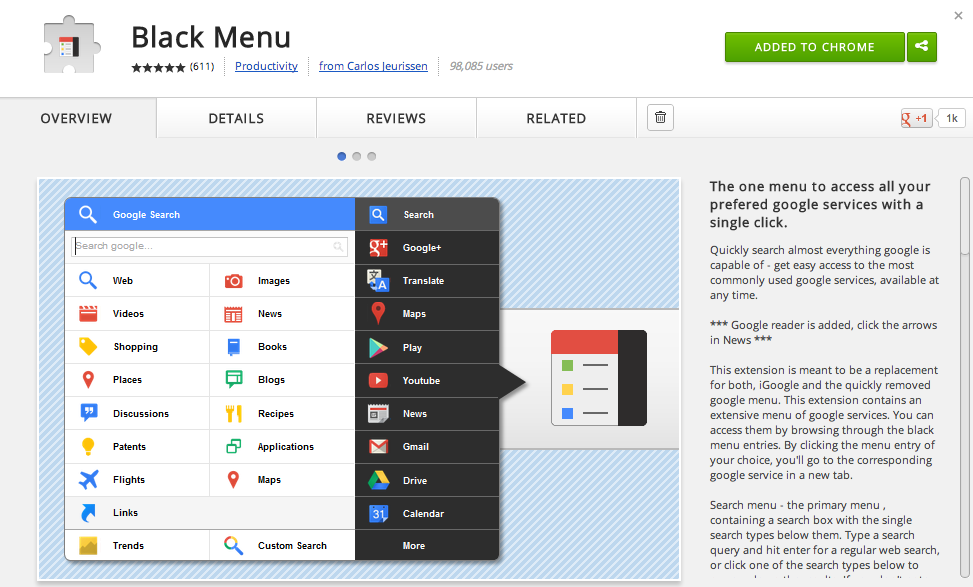 Black Menu
ADDED TO CHROME
★★★★★ (611) Productivity from Carlos Jeurissen 98,085 users
OVERVIEW DETAILS REVIEWS RELATED
g +1 1k
Google Search
Search google...
Web Images
Videos News
Shopping Books
Places Blogs
Discussions Recipes
Patents Applications
Flights Maps
Links
Trends Custom Search
Search
g+ Google+
A Translate
Maps
Play
Youtube
News
Gmail
Drive
31 Calendar
More
The one menu to access all your
prefered google services with a
single click.
Quickly search almost everything google is
capable of - get easy access to the most
commonly used google services, available at
any time.
*** Google reader is added, click the arrows
in News ***
This extension is meant to be a replacement
for both, iGoogle and the quickly removed
google menu. This extension contains an
extensive menu of google services. You can
access them by browsing through the black
menu entries. By clicking the menu entry of
your choice, you'll go to the corresponding
google service in a new tab.
Search menu - the primary menu ,
containing a search box with the single
search types below them. Type a search
query and hit enter for a regular web search,
or click one of the search types below to